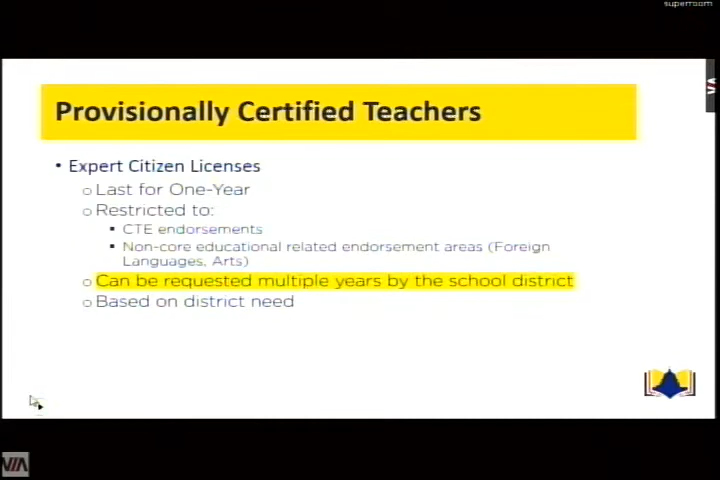 superroom
Provisionally Certified Teachers
• Expert Citizen Licenses
o Last for One-Year
o Restricted to:
▪ CTE endorsements
▪ Non-core educational related endorsement areas (Foreign
Languages, Arts)
o Can be requested multiple years by the school district
o Based on district need
VIA